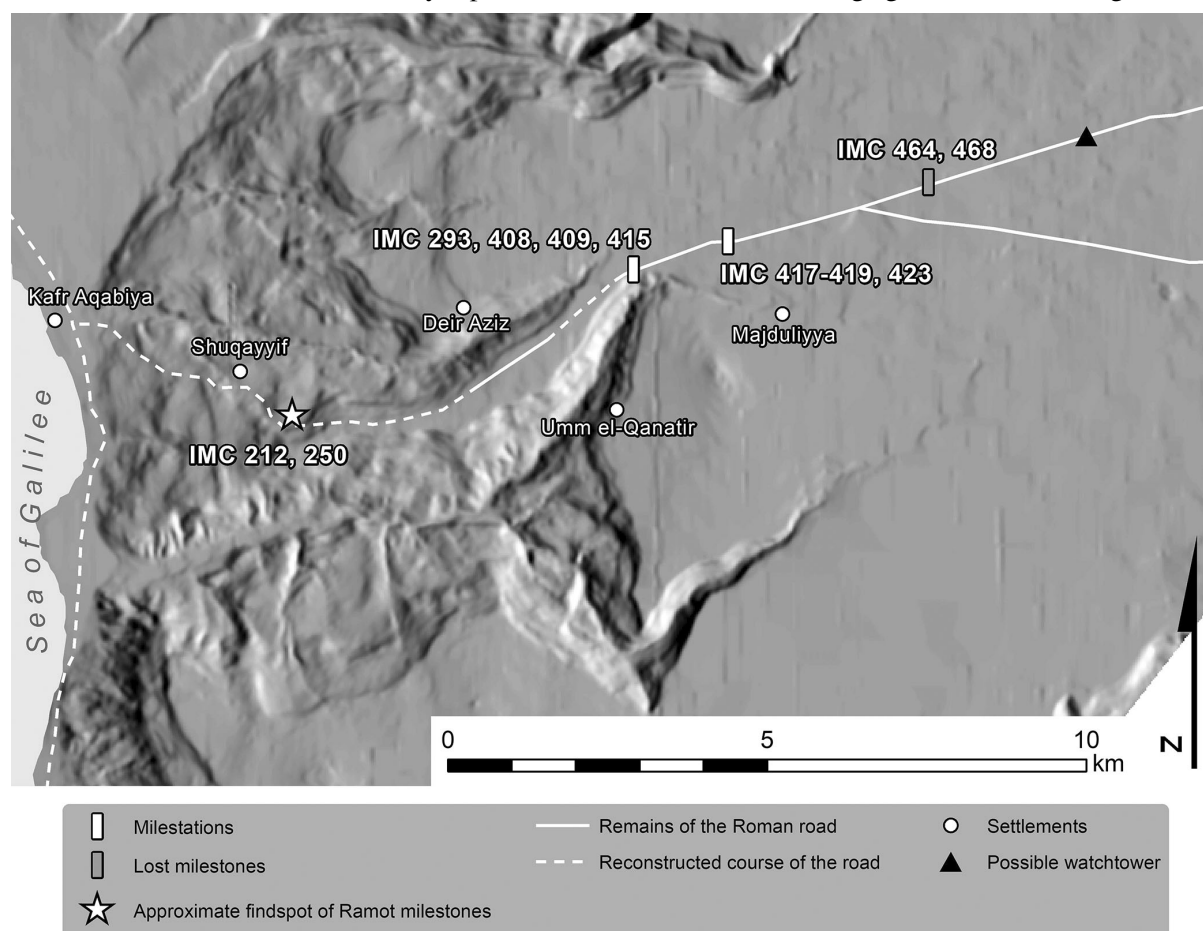 IMC 464, 468
IMC 293, 408, 409, 415
IMC 417-419, 423
Kafr Aqabiya
Deir Aziz
Majduliyya
Shuqayyif
Umm el-Qanatir
IMC 212, 250
Sea of Galilee
N
0 5 10
km
Milestations
Remains of the Roman road
Settlements
Lost milestones
Reconstructed course of the road
Possible watchtower
Approximate findspot of Ramot milestones